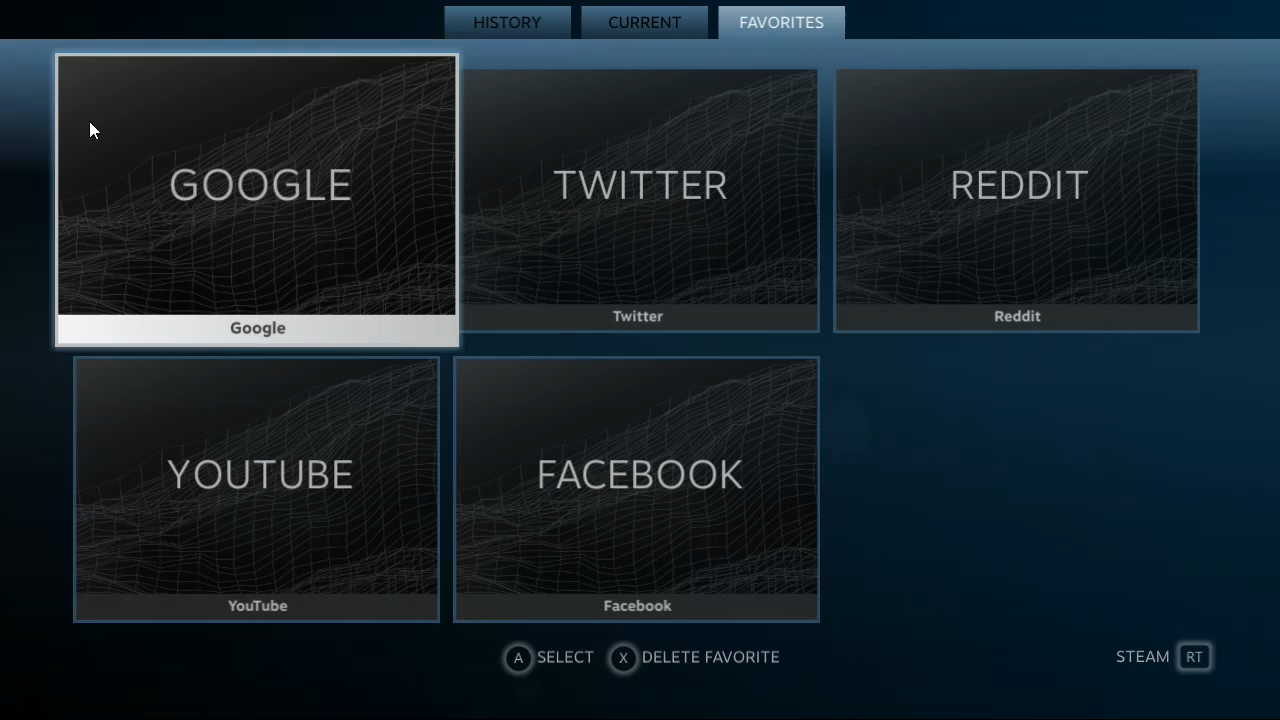 HISTORY CURRENT FAVORITES
GOOGLE TWITTER REDDIT
Google Twitter Reddit
YOUTUBE FACEBOOK
YouTube Facebook
A SELECT X DELETE FAVORITE STEAM RT